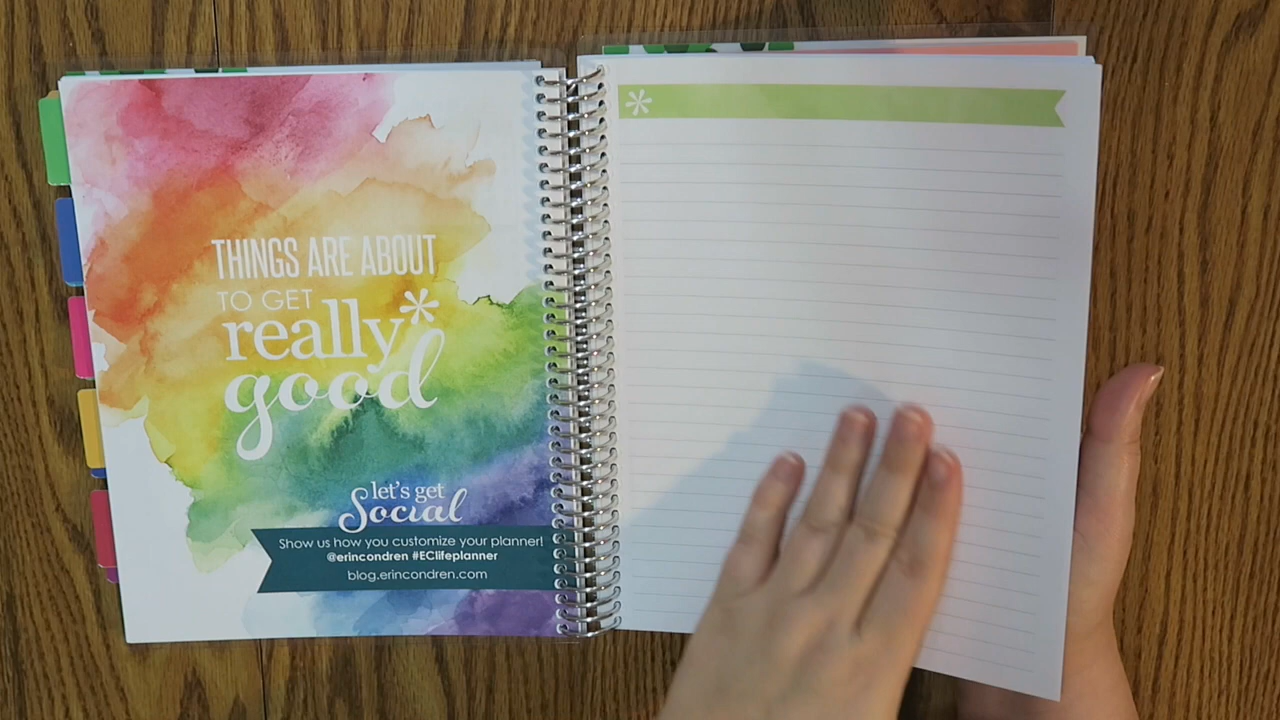 THINGS ARE ABOUT
TO GET
really*
good
let's get
Social
Show us how you customize your planner!
@erincondren #EClifeplanner
blog.erincondren.com
*